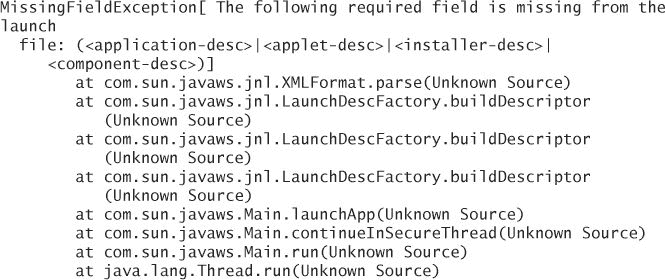 MissingFieldException[ The following required field is missing from the
launch
file: (<application-desc>|<applet-desc>|<installer-desc>|
<component-desc>)]
at com.sun.javaws.jnl.XMLFormat.parse(Unknown Source)
at com.sun.javaws.jnl.LaunchDescFactory.buildDescriptor
(Unknown Source)
at com.sun.javaws.jnl.LaunchDescFactory.buildDescriptor
(Unknown Source)
at com.sun.javaws.jnl.LaunchDescFactory.buildDescriptor
(Unknown Source)
at com.sun.javaws.Main.launchApp(Unknown Source)
at com.sun.javaws.Main.continueInSecureThread(Unknown Source)
at com.sun.javaws.Main.run(Unknown Source)
at java.lang.Thread.run(Unknown Source)